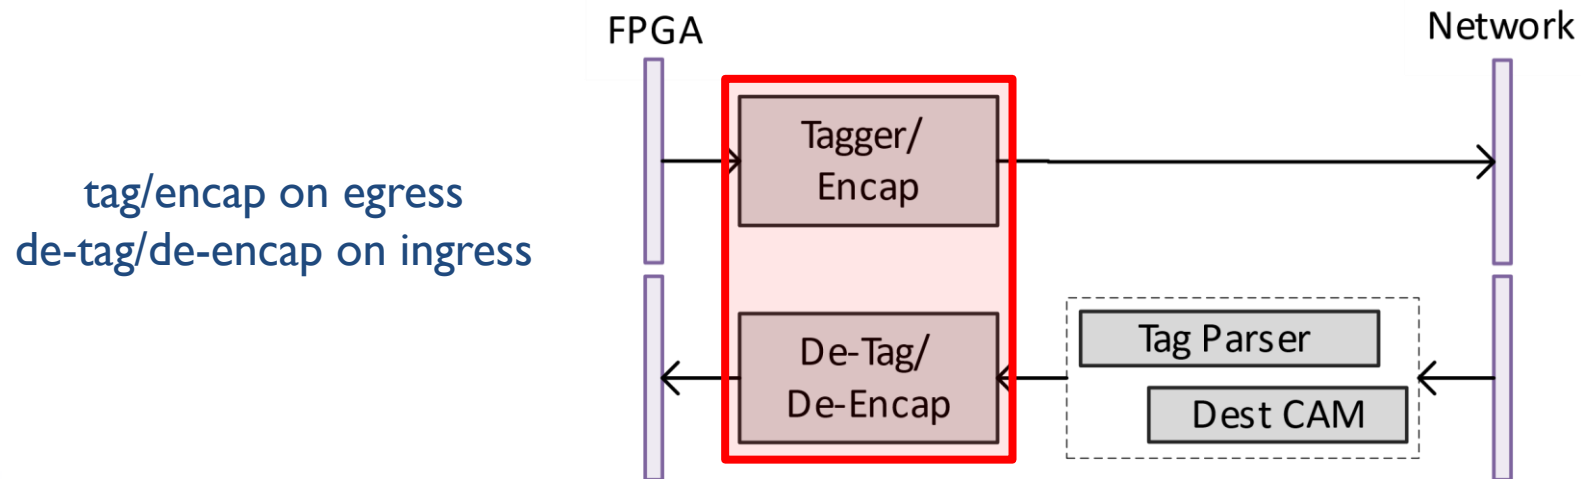 FPGA
Network
tag/encap on egress
de-tag/de-encap on ingress
Tagger/
Encap
De-Tag/
De-Encap
Tag Parser
Dest CAM